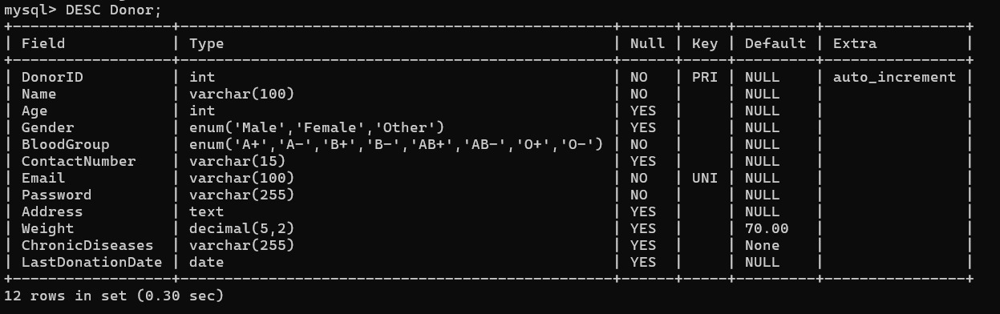 mysql> DESC Donor;
+------------------+--------------------------------------------------+------+-----+---------+----------------+
| Field            | Type                                             | Null | Key | Default | Extra          |
+------------------+--------------------------------------------------+------+-----+---------+----------------+
| DonorID          | int                                              | NO   | PRI | NULL    | auto_increment |
| Name             | varchar(100)                                     | NO   |     | NULL    |                |
| Age              | int                                              | YES  |     | NULL    |                |
| Gender           | enum('Male','Female','Other')                    | YES  |     | NULL    |                |
| BloodGroup       | enum('A+','A-','B+','B-','AB+','AB-','O+','O-') | NO   |     | NULL    |                |
| ContactNumber    | varchar(15)                                      | YES  |     | NULL    |                |
| Email            | varchar(100)                                     | NO   | UNI | NULL    |                |
| Password         | varchar(255)                                     | NO   |     | NULL    |                |
| Address          | text                                             | YES  |     | NULL    |                |
| Weight           | decimal(5,2)                                     | YES  |     | 70.00   |                |
| ChronicDiseases  | varchar(255)                                     | YES  |     | None    |                |
| LastDonationDate | date                                             | YES  |     | NULL    |                |
+------------------+--------------------------------------------------+------+-----+---------+----------------+
12 rows in set (0.30 sec)